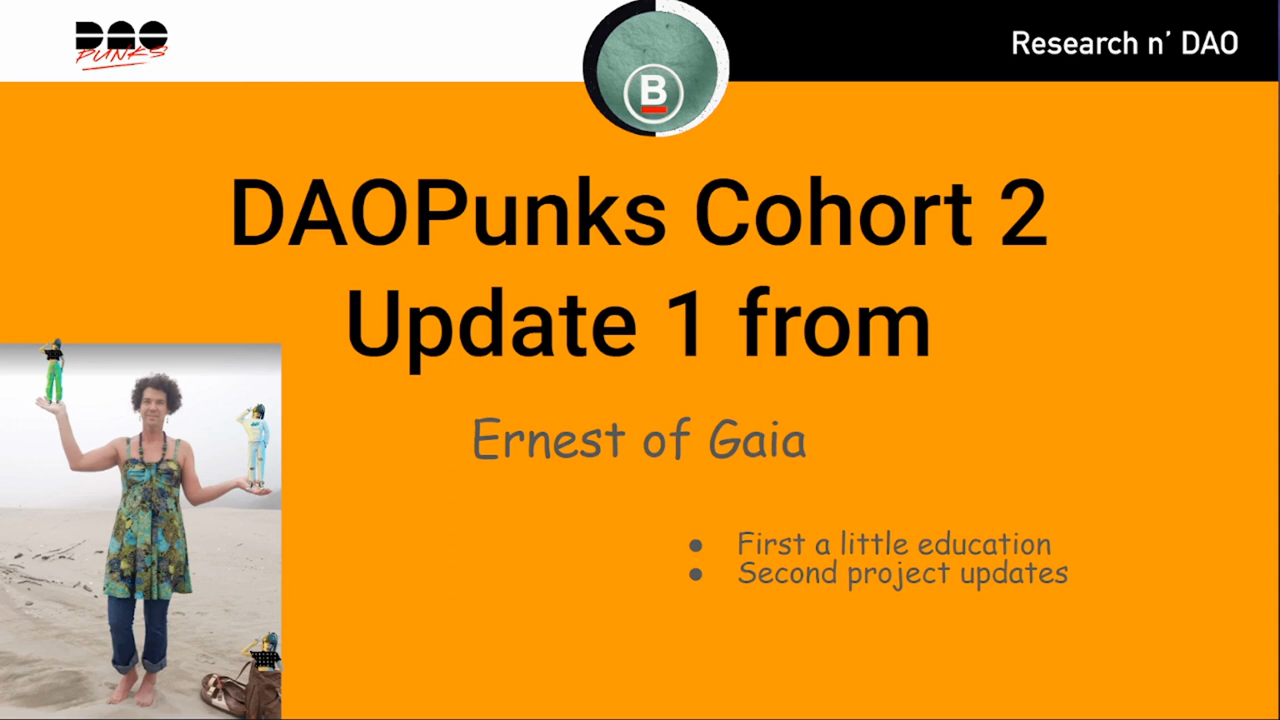 DAO
PUNKS
B
Research n’ DAO
DAOPunks Cohort 2
Update 1 from
Ernest of Gaia
● First a little education
● Second project updates